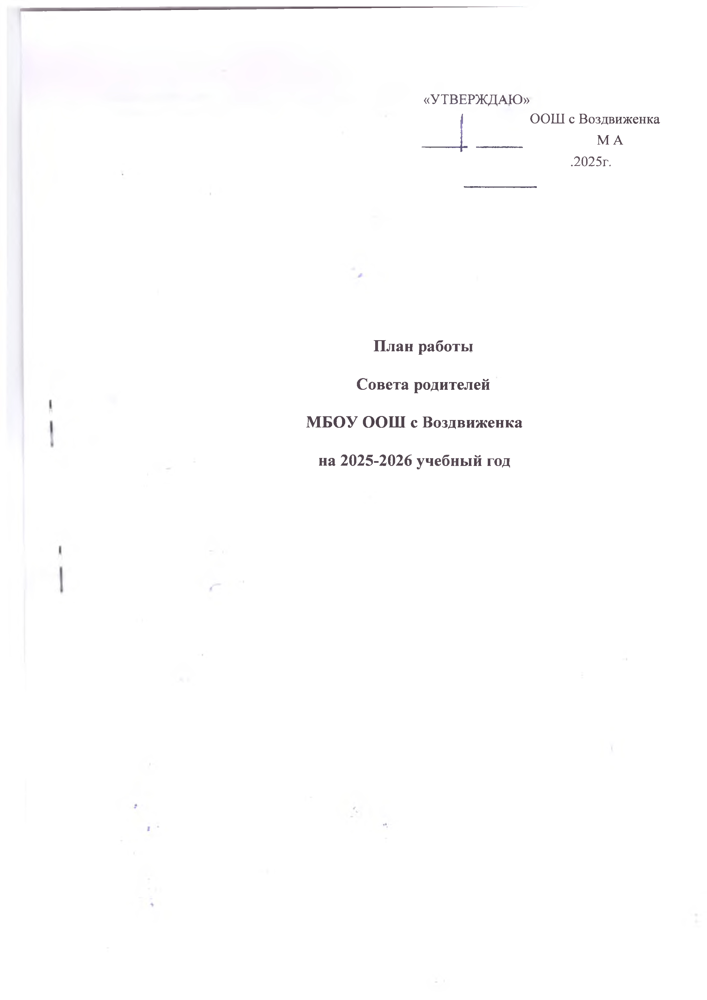 «УТВЕРЖДАЮ»
ООШ с Воздвиженка
М А
.2025г.
План работы
Совета родителей
МБОУ ООШ с Воздвиженка
на 2025-2026 учебный год